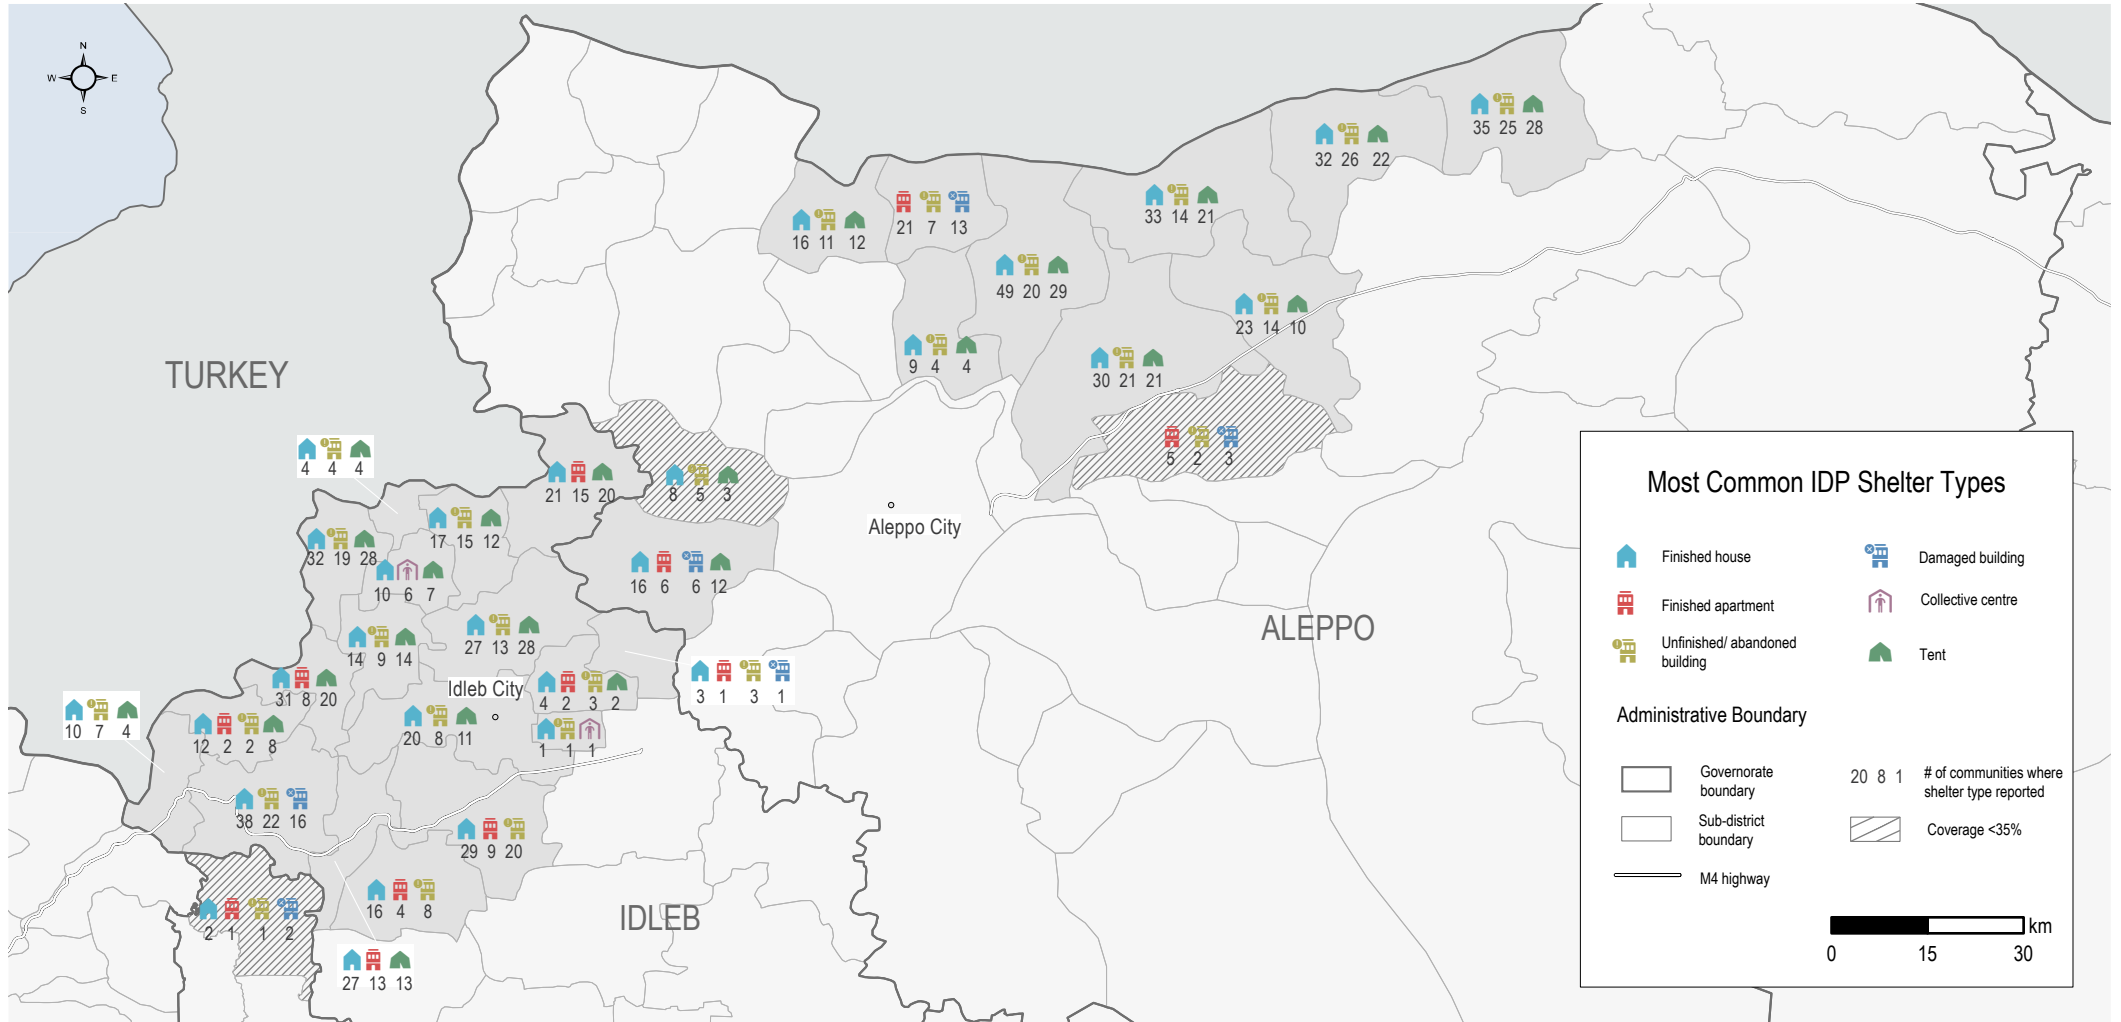 N
W E
S
35 25 28
32 26 22
33 14 21
21 7 13
16 11 12
49 20 29
23 14 10
9 4 4
30 21 21
TURKEY
5 2 3
4 4 4
21 15 20
8 5 3
Aleppo City
17 15 12
32 19 28
10 6 7
16 6 6 12
ALEPPO
27 13 28
14 9 14
3 1 3 1
31 8 20
Idleb City
4 2 3 2
10 7 4
12 2 2 8
20 8 11
1 1 1
38 22 16
29 9 20
16 4 8
IDLEB
2 1 1 2
27 13 13
Most Common IDP Shelter Types
Finished house
Finished apartment
Unfinished/ abandoned
building
Damaged building
Collective centre
Tent
Administrative Boundary
Governorate
boundary
Sub-district
boundary
M4 highway
20 8 1
# of communities where
shelter type reported
Coverage <35%
km
0 15 30